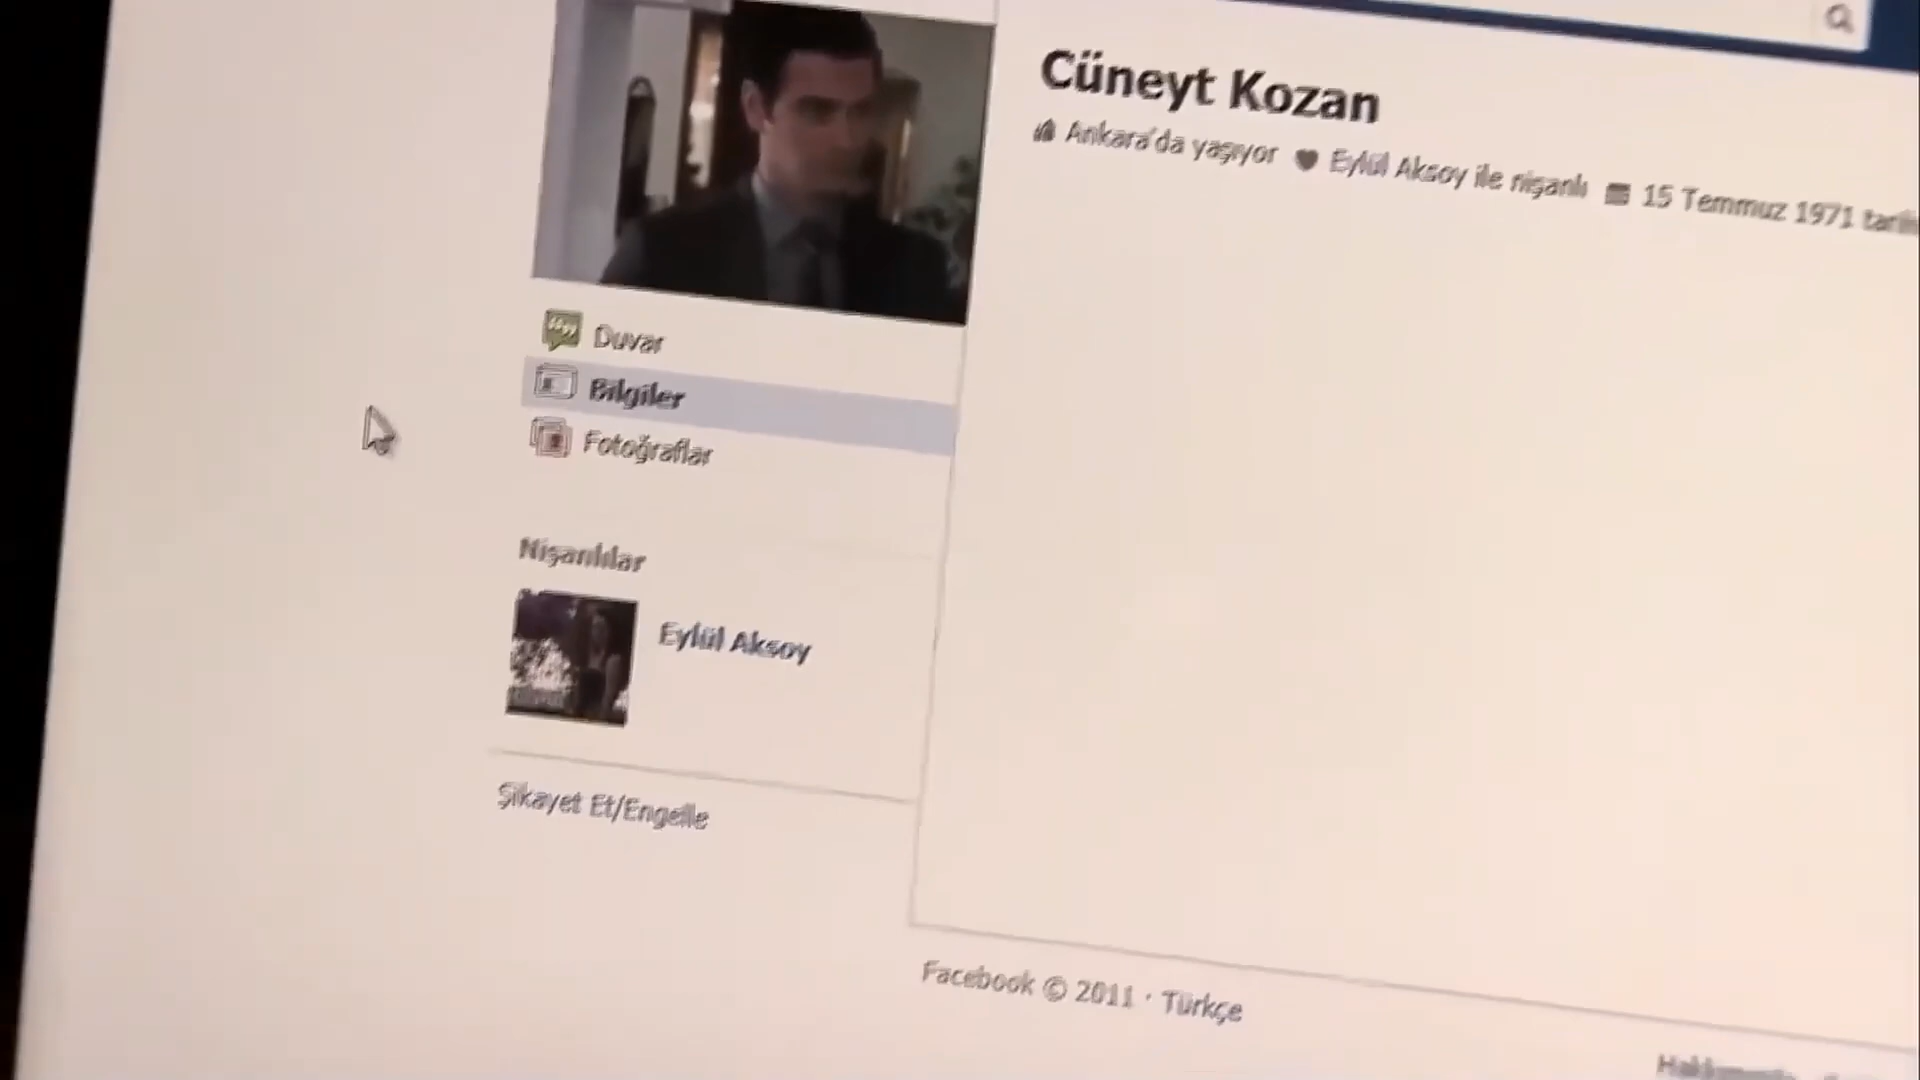 Cüneyt Kozan
Ankara'da yaşıyor Eylül Aksoy ile nişanlı 15 Temmuz 1971
Duvar
Bilgiler
Fotoğraflar
Nişanlılar
Eylül Aksoy
Şikayet Et/Engelle
Facebook © 2011 · Türkçe